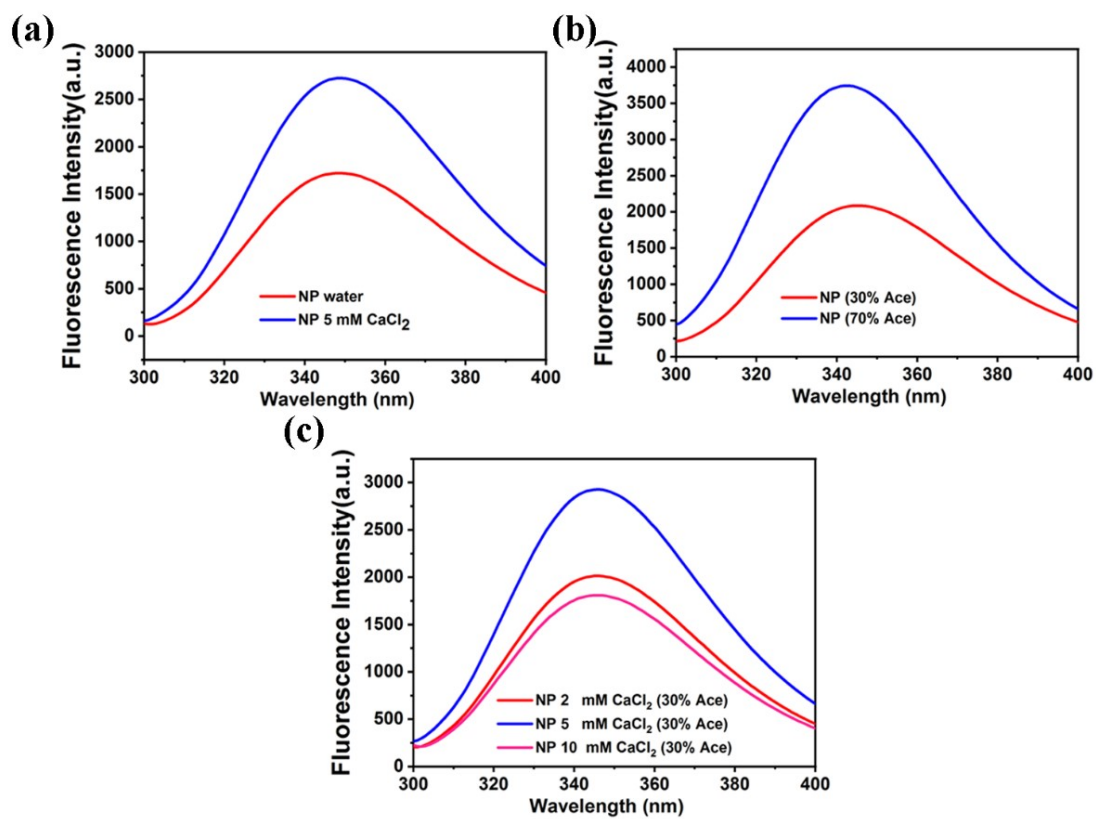 (a)
Fluorescence Intensity(a.u.)
3000
2500
2000
1500
1000
500
0
NP water
NP 5 mM CaCl2
300 320 340 360 380 400
Wavelength (nm)
(b)
Fluorescence Intensity(a.u.)
4000
3500
3000
2500
2000
1500
1000
500
0
NP (30% Ace)
NP (70% Ace)
300 320 340 360 380 400
Wavelength (nm)
(c)
Fluorescence Intensity(a.u.)
3000
2500
2000
1500
1000
500
0
NP 2 mM CaCl2 (30% Ace)
NP 5 mM CaCl2 (30% Ace)
NP 10 mM CaCl2 (30% Ace)
300 320 340 360 380 400
Wavelength (nm)